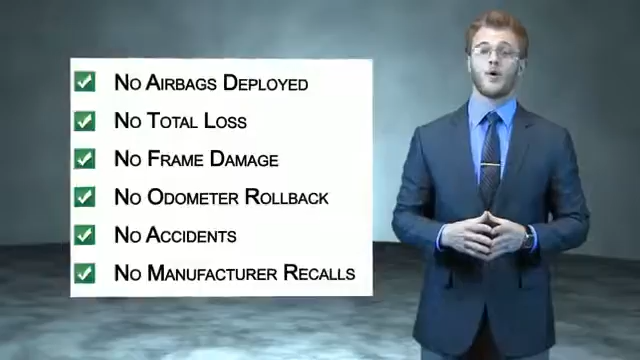 No Airbags Deployed
No Total Loss
No Frame Damage
No Odometer Rollback
No Accidents
No Manufacturer Recalls